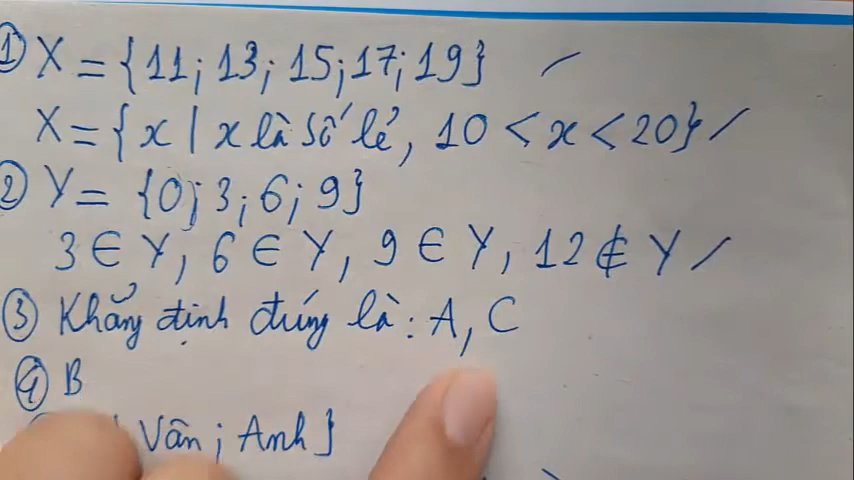 ① X = {11; 13; 15; 17; 19}
X = {x | x là số lẻ, 10 < x < 20}
② Y = {0; 3; 6; 9}
3 ∈ Y, 6 ∈ Y, 9 ∈ Y, 12 ∉ Y
③ Khẳng định đúng là: A, C
④ B
Vân; Anh}